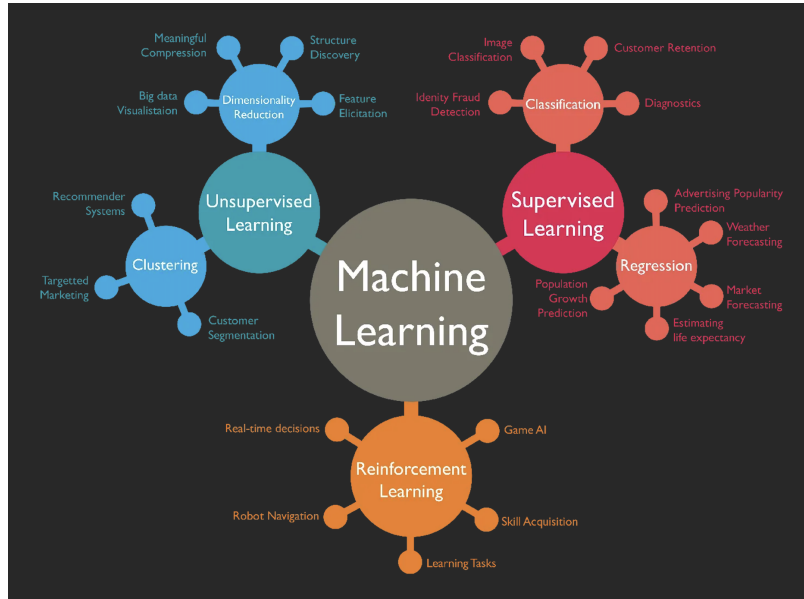 Meaningful
Compression
Structure
Discovery
Big data
Visualistaion
Dimensionality
Reduction
Feature
Elicitation
Image
Classification
Customer Retention
Idenity Fraud
Detection
Classification
Diagnostics
Recommender
Systems
Unsupervised
Learning
Clustering
Targetted
Marketing
Customer
Segmentation
Supervised
Learning
Advertising Popularity
Prediction
Weather
Forecasting
Regression
Population
Growth
Prediction
Market
Forecasting
Estimating
life expectancy
Machine
Learning
Real-time decisions
Game AI
Reinforcement
Learning
Robot Navigation
Skill Acquisition
Learning Tasks